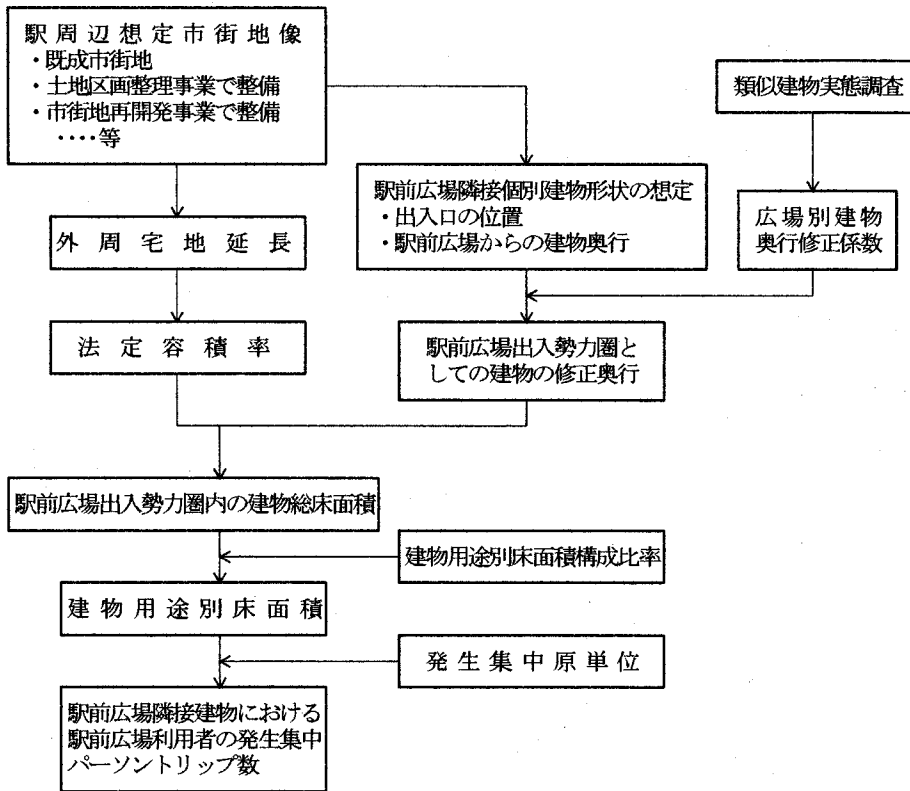 駅周辺想定市街地像
・既成市街地
・土地区画整理事業で整備
・市街地再開発事業で整備
････等
類似建物実態調査
駅前広場隣接個別建物形状の想定
・出入口の位置
・駅前広場からの建物奥行
広場別建物
奥行修正係数
外周宅地延長
法定容積率
駅前広場出入勢力圏と
しての建物の修正奥行
駅前広場出入勢力圏内の建物総床面積
建物用途別床面積構成比率
建物用途別床面積
発生集中原単位
駅前広場隣接建物における
駅前広場利用者の発生集中
パーソントリップ数